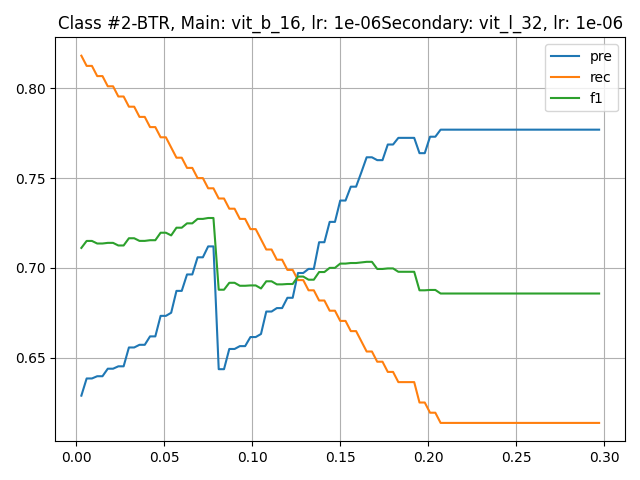 Class #2-BTR, Main: vit_b_16, lr: 1e-06Secondary: vit_l_32, lr: 1e-06
pre
rec
f1
0.80
0.75
0.70
0.65
0.00 0.05 0.10 0.15 0.20 0.25 0.30